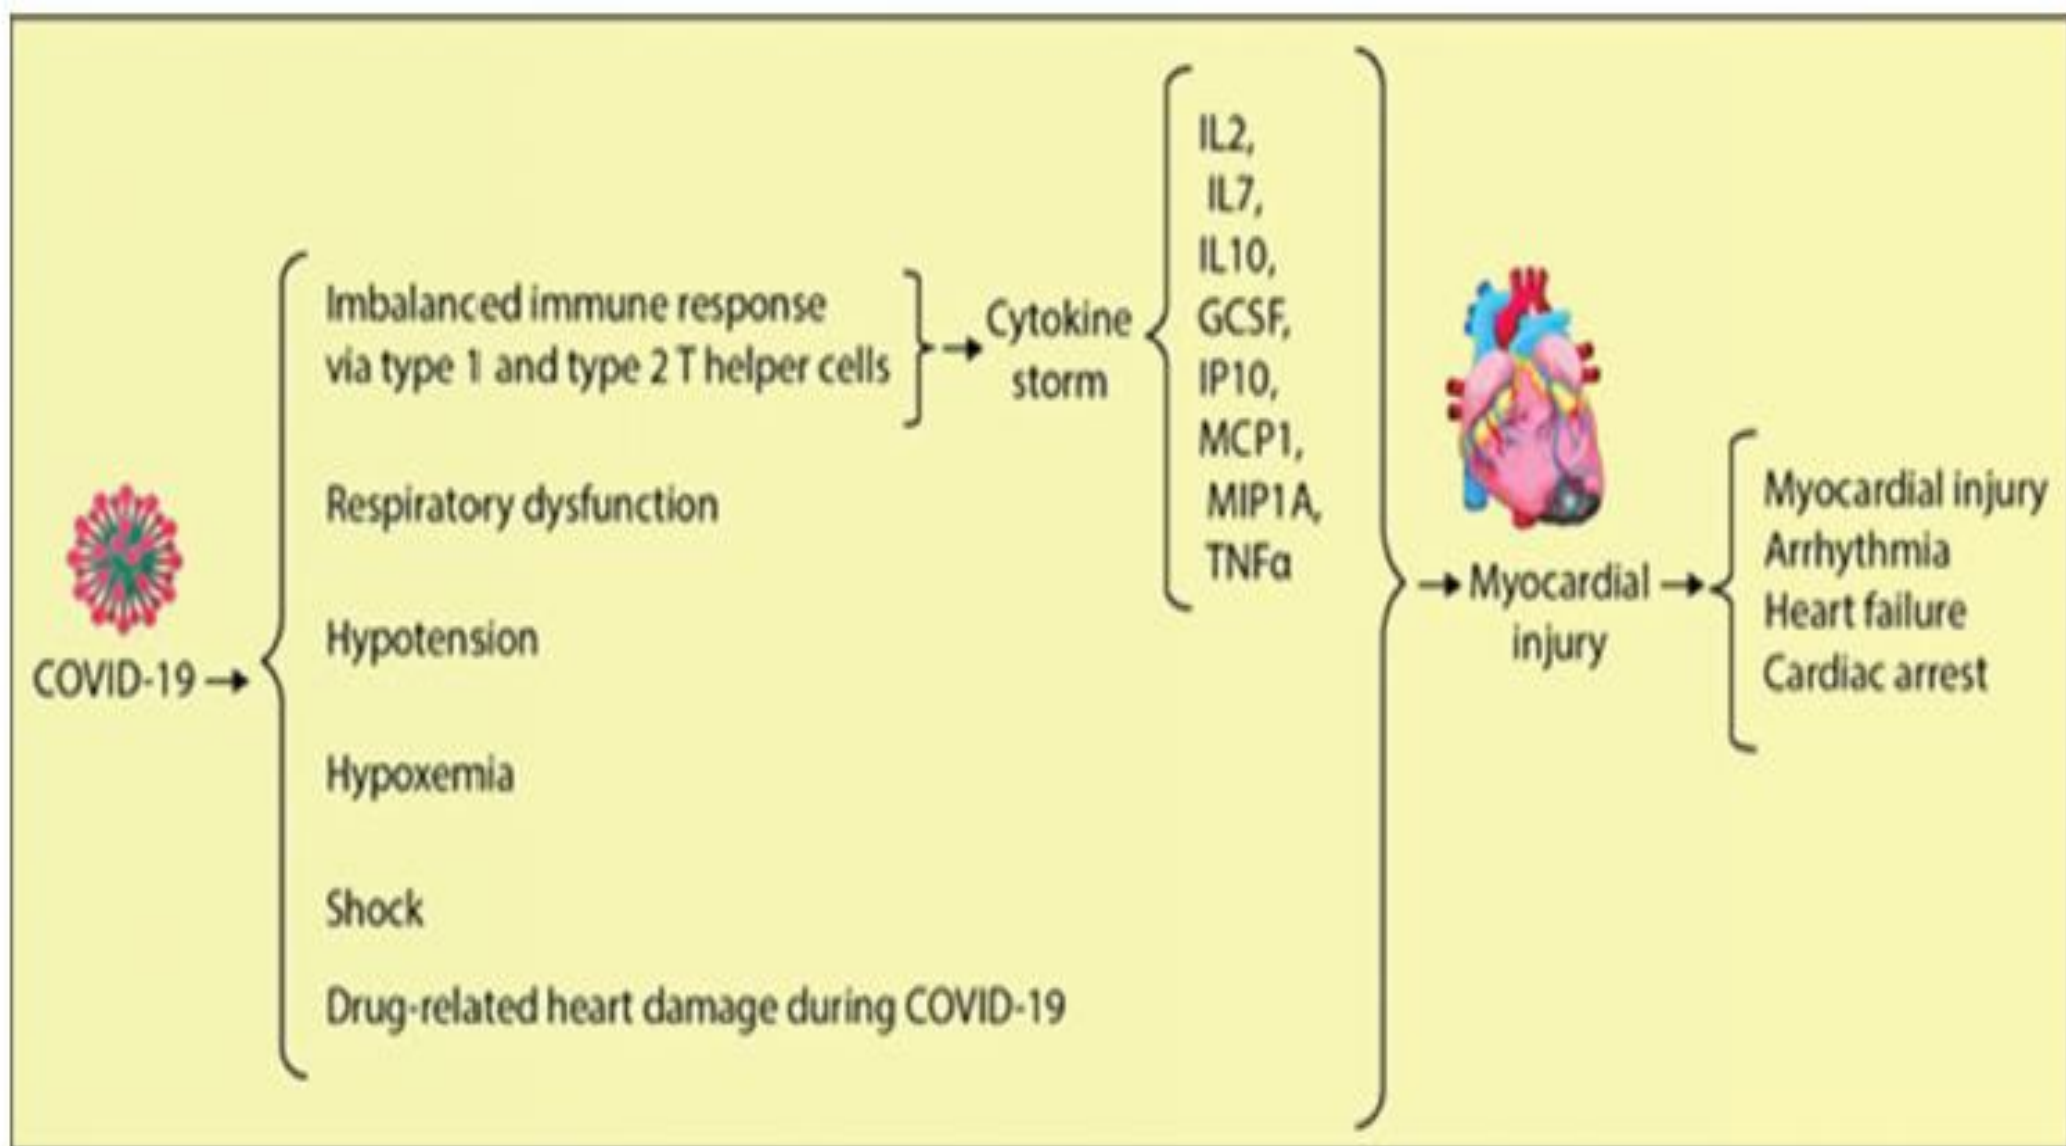 COVID-19
Imbalanced immune response
via type 1 and type 2 T helper cells
Respiratory dysfunction
Hypotension
Hypoxemia
Shock
Drug-related heart damage during COVID-19
Cytokine
storm
IL2,
IL7,
IL10,
GCSF,
IP10,
MCP1,
MIP1A,
TNFα
Myocardial
injury
Myocardial injury
Arrhythmia
Heart failure
Cardiac arrest